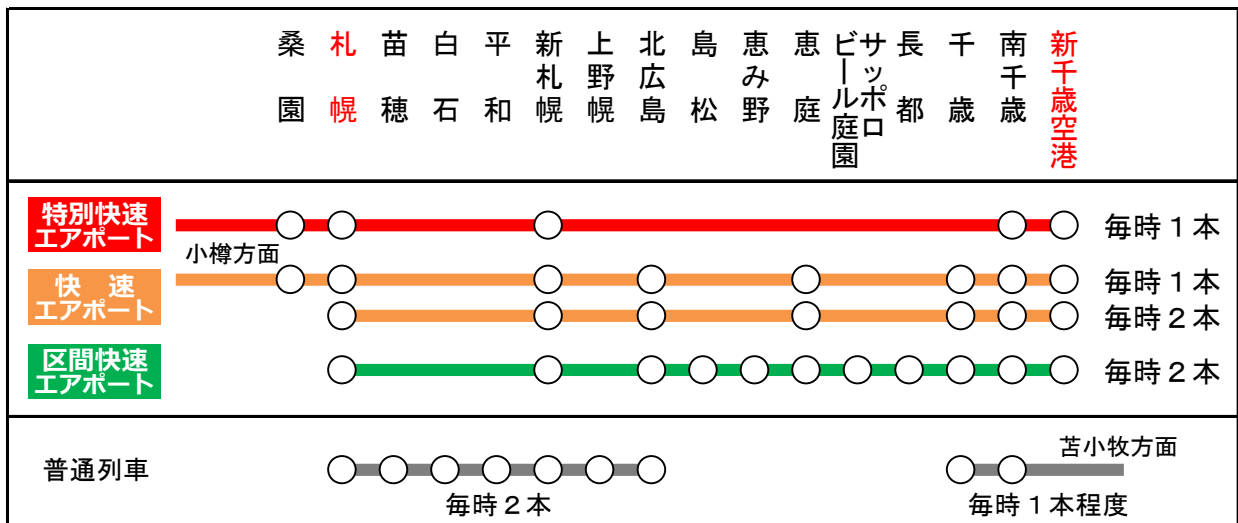 桑園
札幌
苗穂
白石
平和
新札幌
上野幌
北広島
島松
恵み野
恵庭
サッポロ
ビール庭園
長都
千歳
南千歳
新千歳空港
特別快速
エアポート
毎時１本
小樽方面
快　速
エアポート
毎時１本
毎時２本
区間快速
エアポート
毎時２本
普通列車
毎時２本
苫小牧方面
毎時１本程度